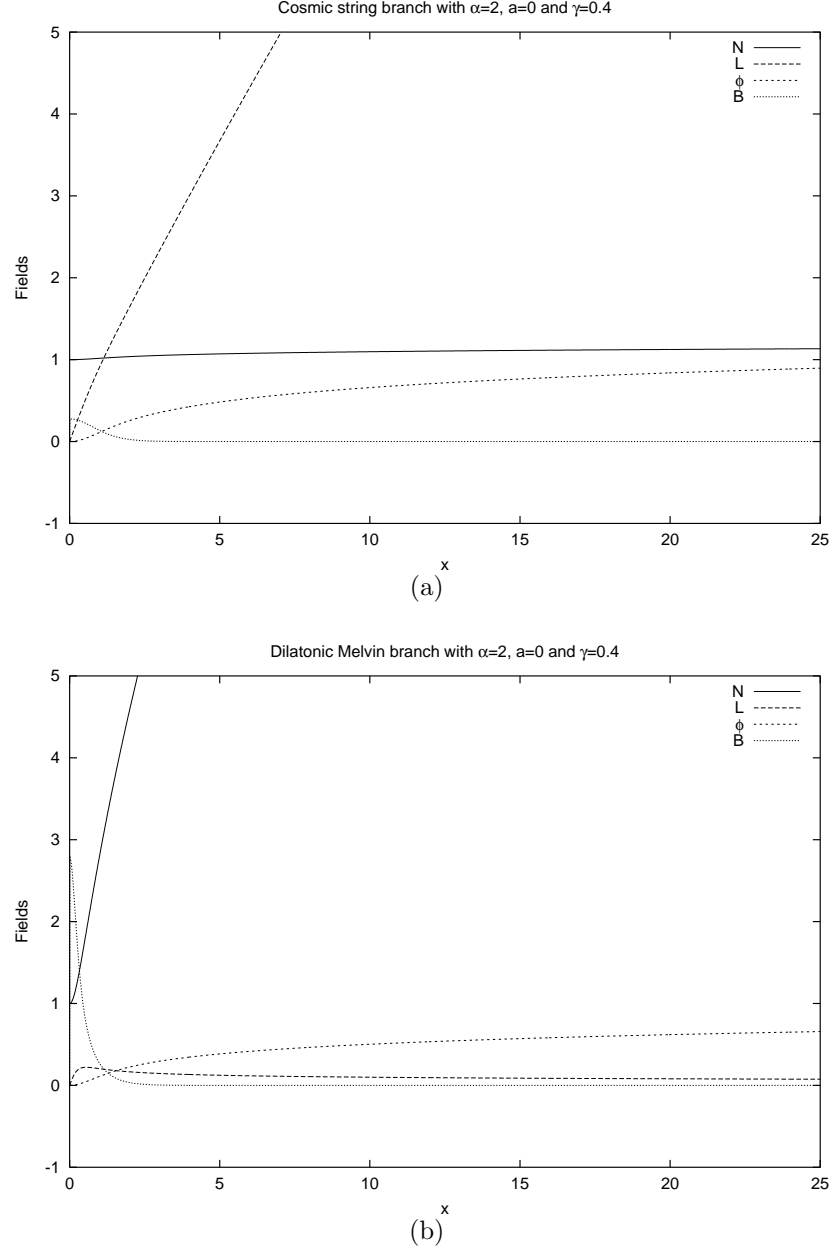 Cosmic string branch with α=2, a=0 and γ=0.4
5
4
3
2
1
0
-1
Fields
N
L
ϕ
B
0 5 10 15 20 25
x
(a)
Dilatonic Melvin branch with α=2, a=0 and γ=0.4
5
4
3
2
1
0
-1
Fields
N
L
ϕ
B
0 5 10 15 20 25
x
(b)